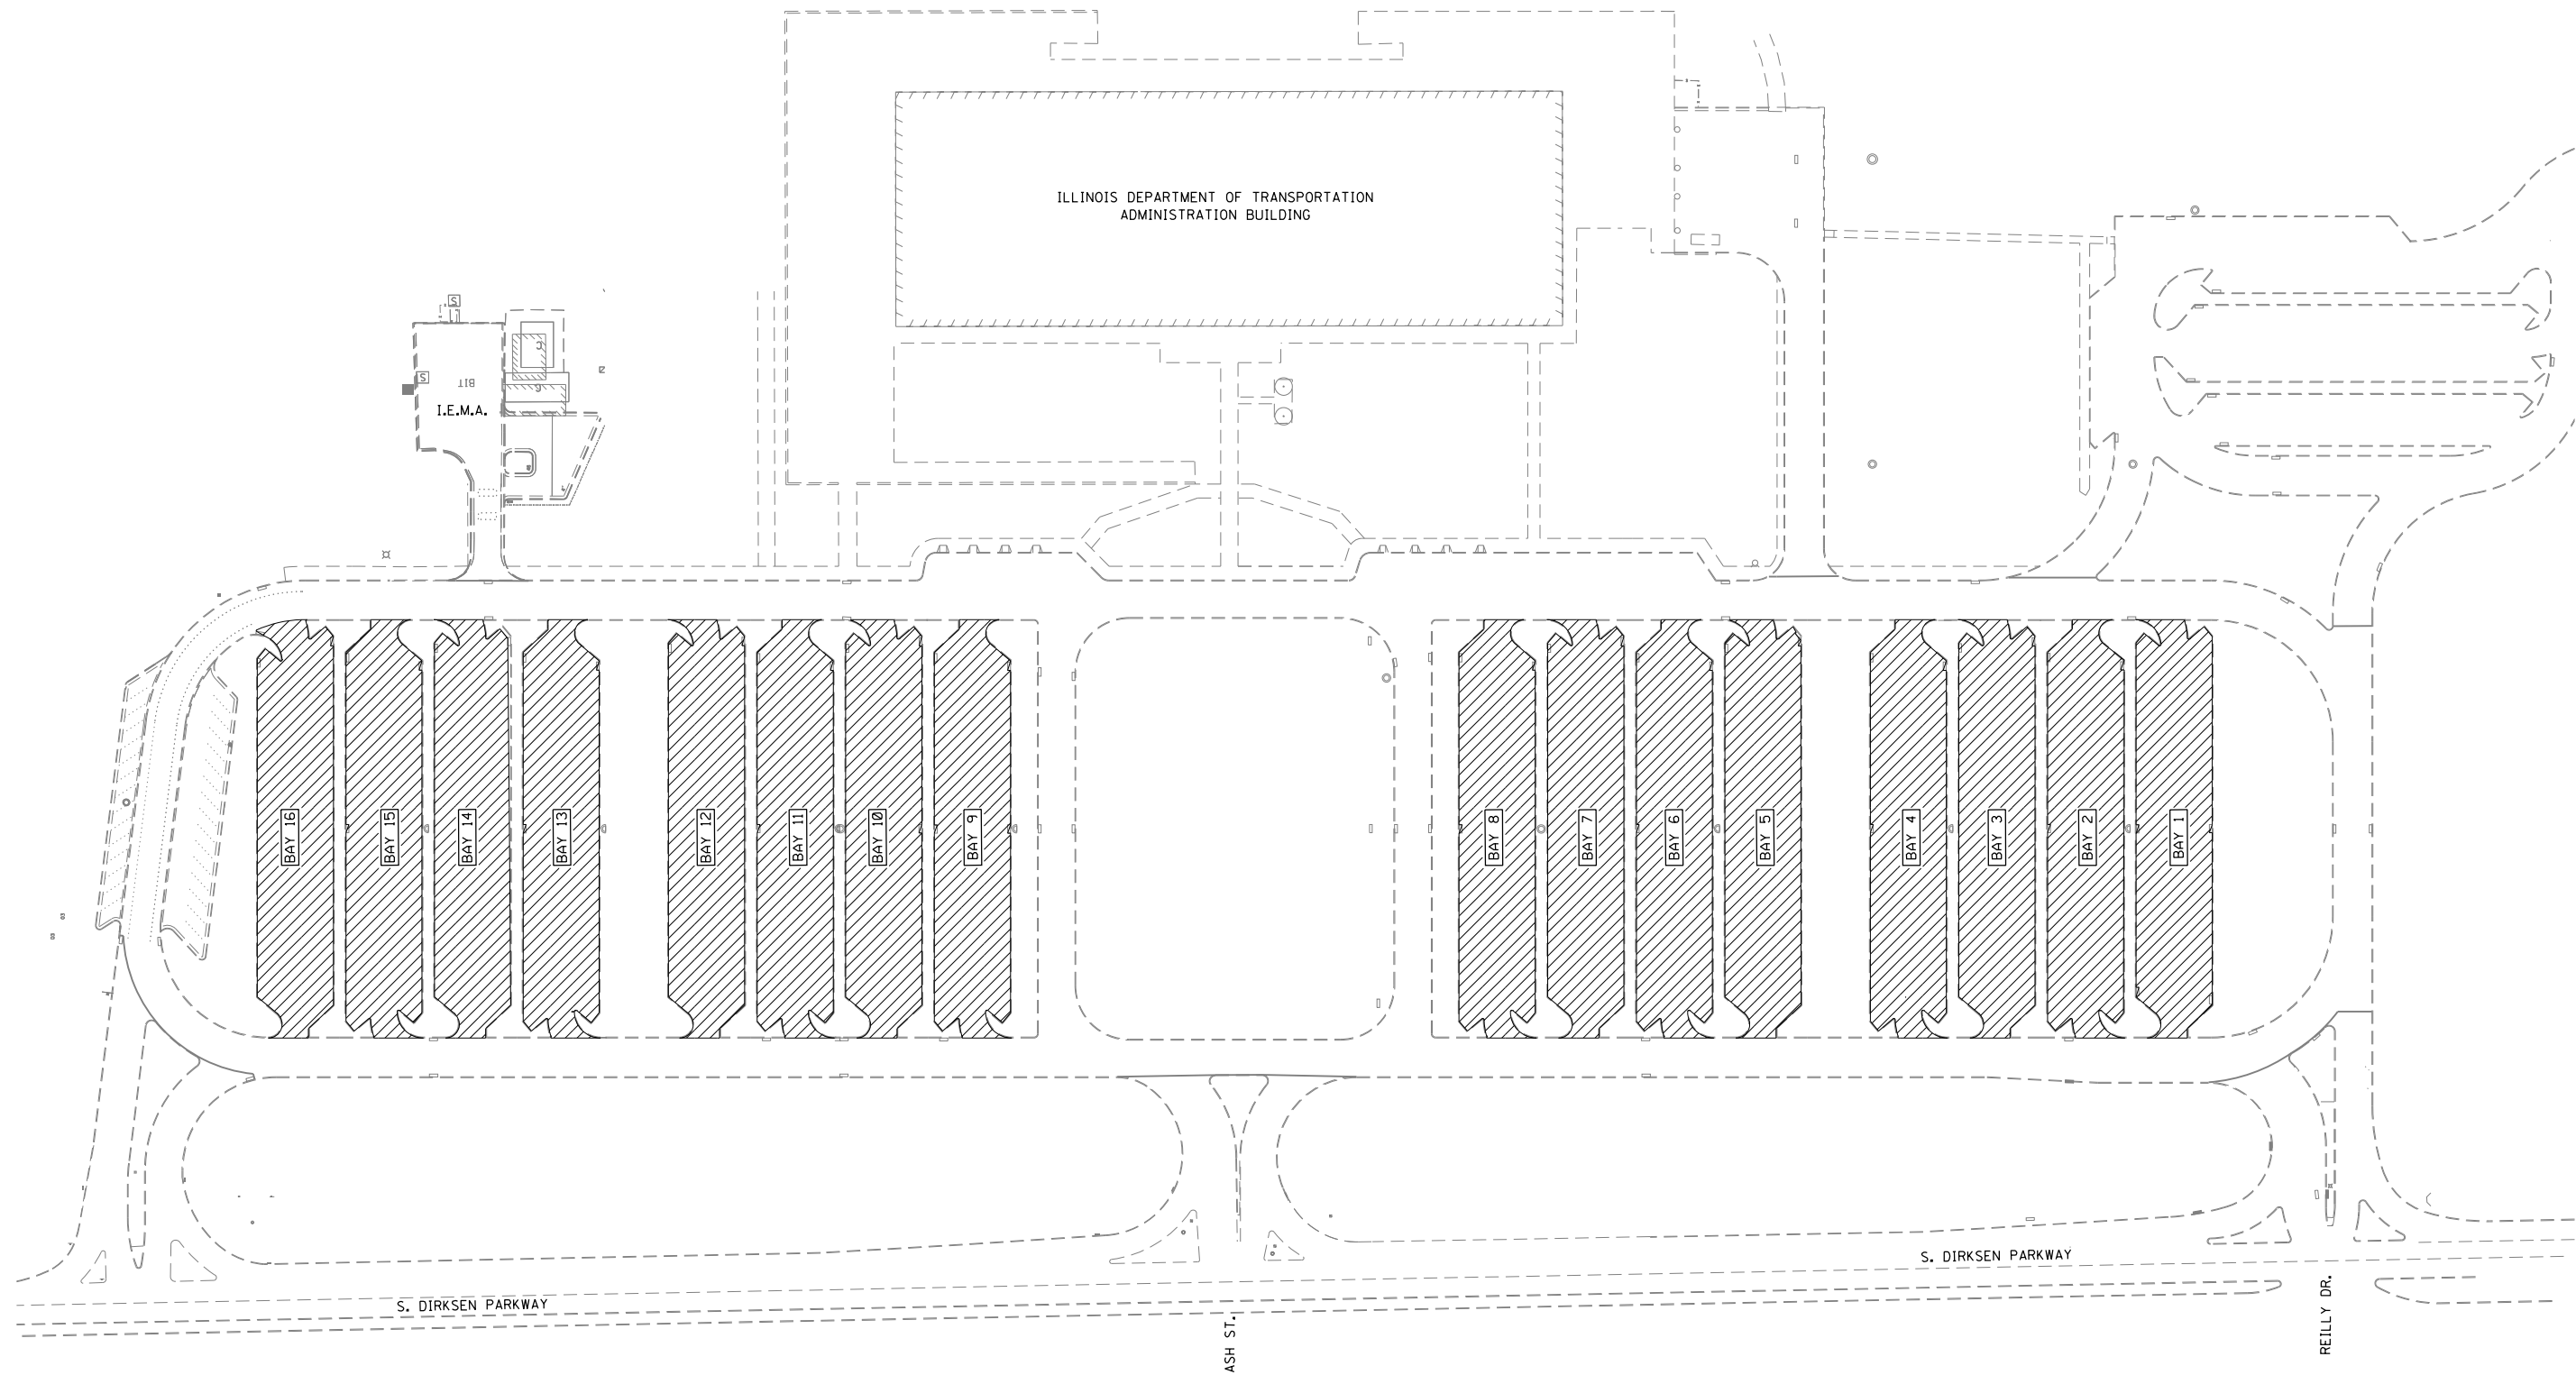 ILLINOIS DEPARTMENT OF TRANSPORTATION
ADMINISTRATION BUILDING
S
S
BIT
C
C
I.E.M.A.
BAY 16
BAY 15
BAY 14
BAY 13
BAY 12
BAY 11
BAY 10
BAY 9
BAY 8
BAY 7
BAY 6
BAY 5
BAY 4
BAY 3
BAY 2
BAY 1
S. DIRKSEN PARKWAY
S. DIRKSEN PARKWAY
ASH ST.
REILLY DR.